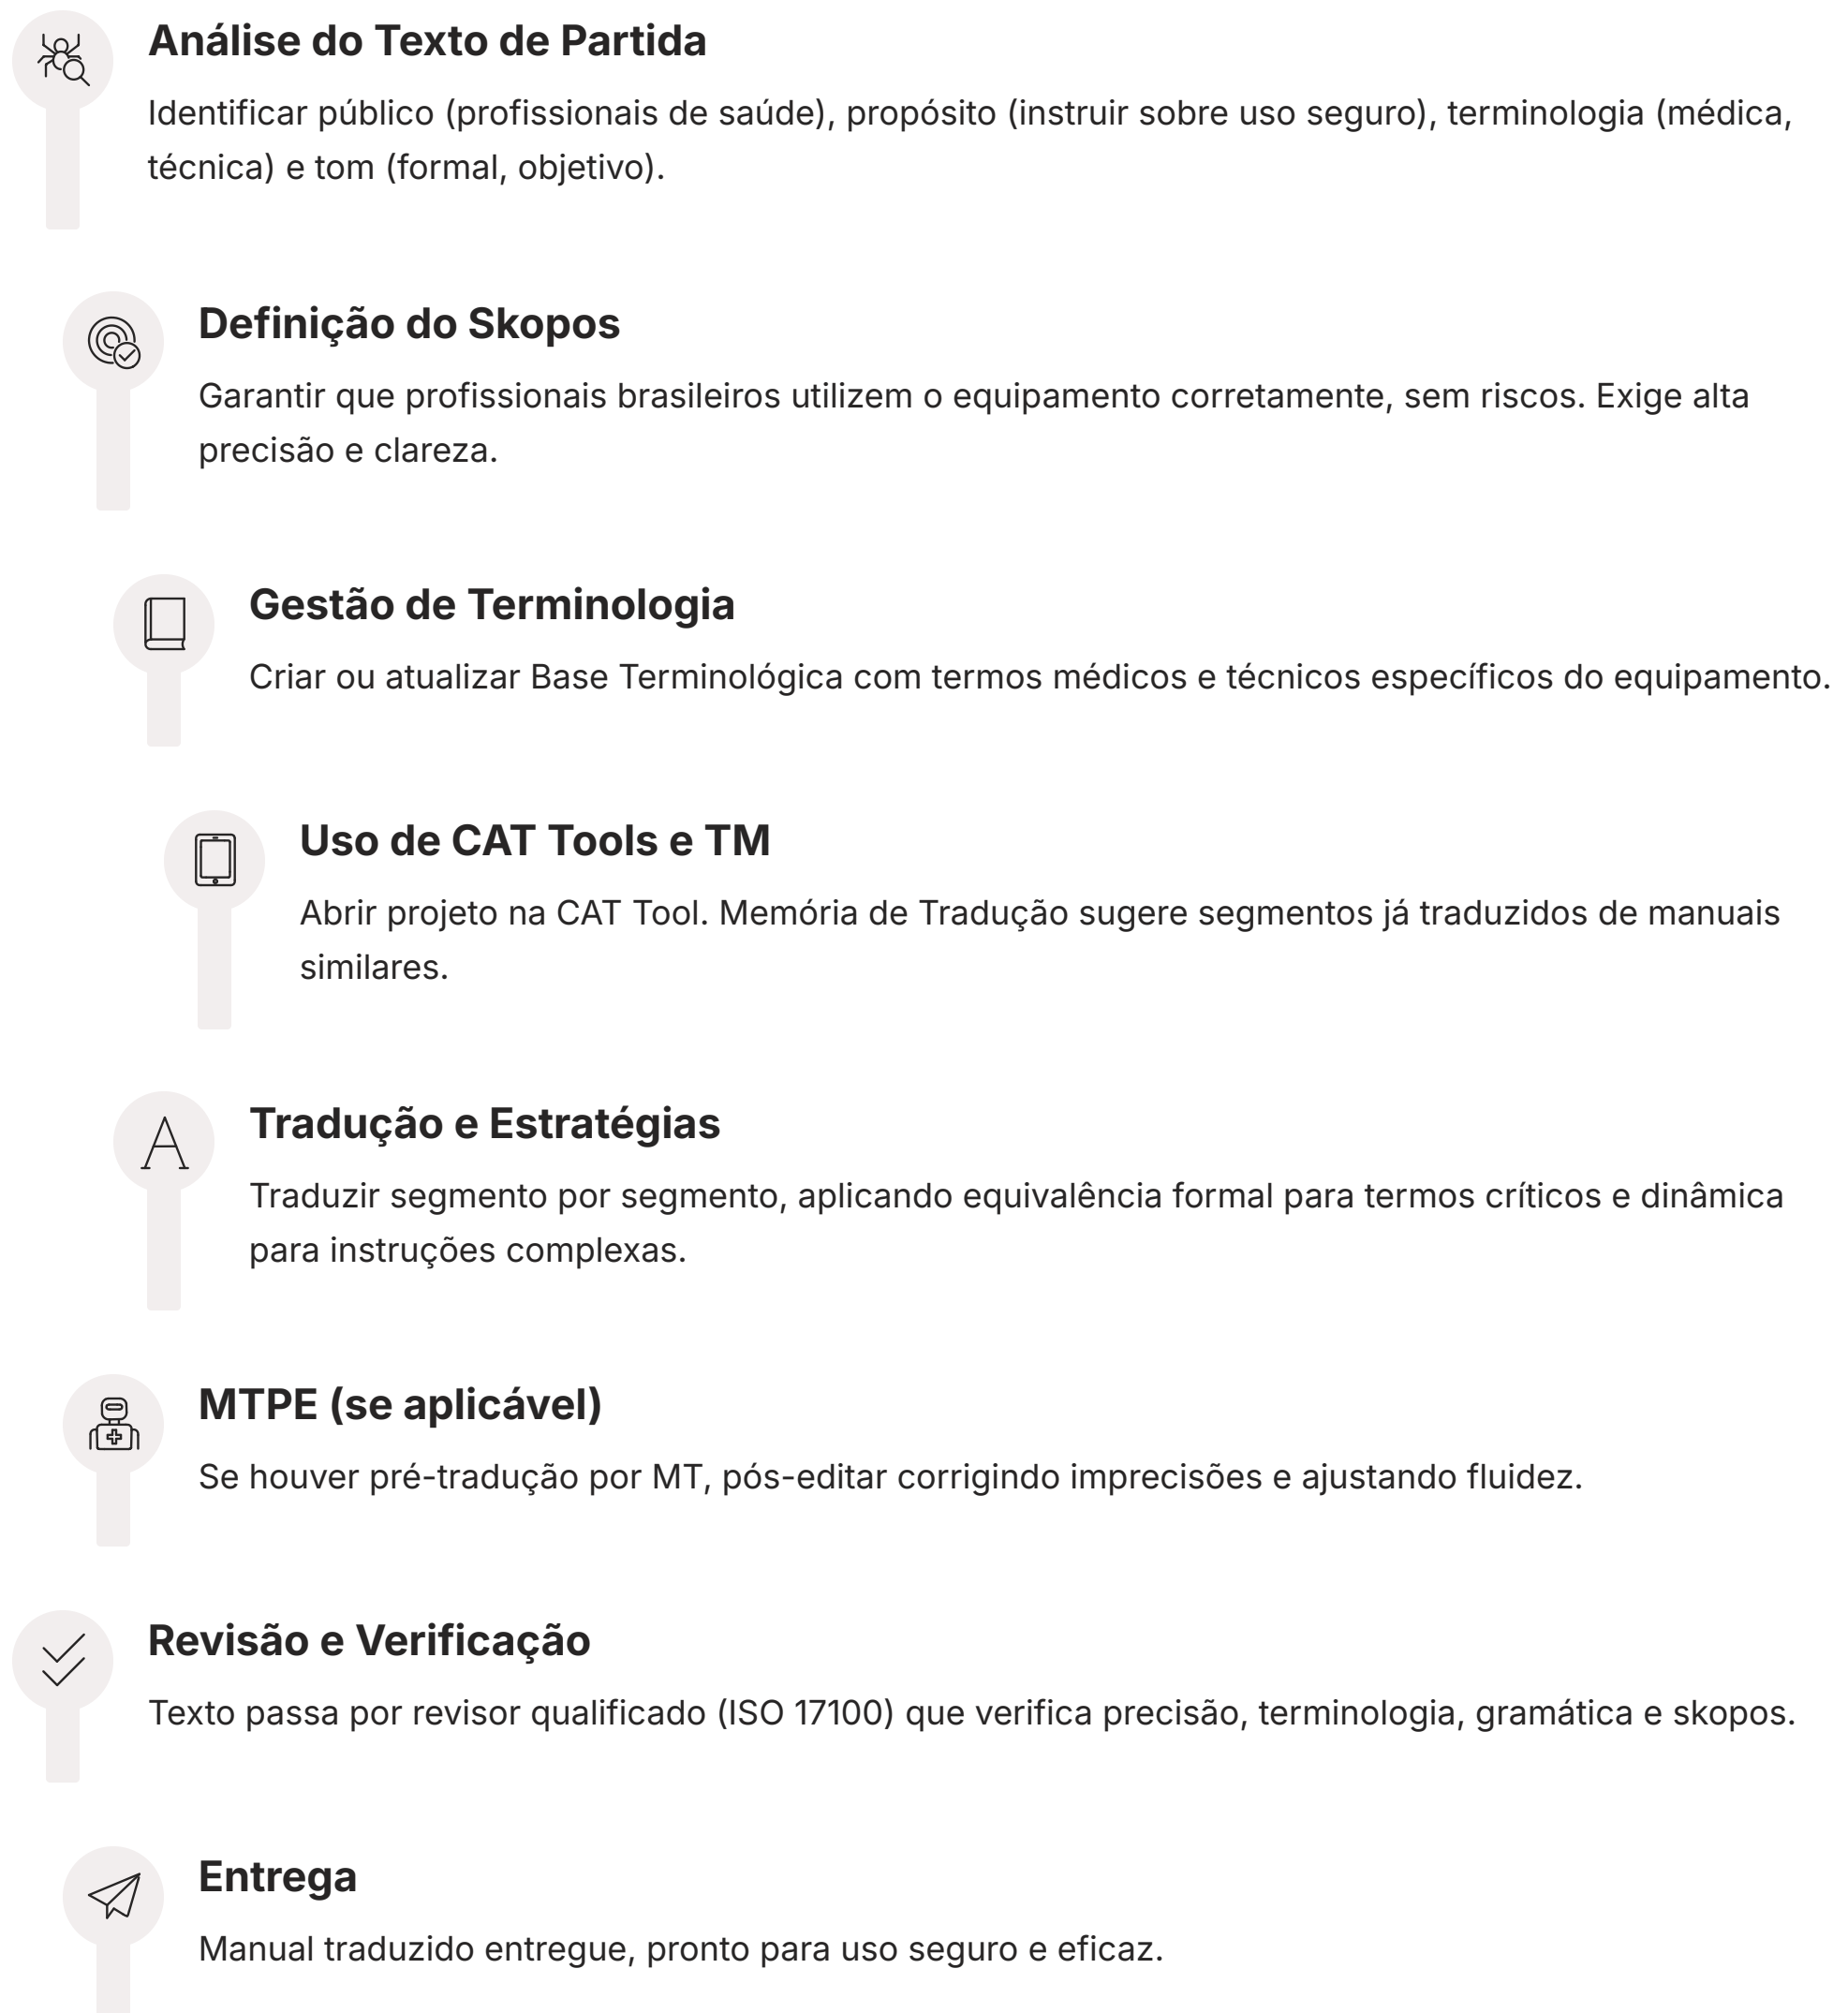 Análise do Texto de Partida
Identificar público (profissionais de saúde), propósito (instruir sobre uso seguro), terminologia (médica,
técnica) e tom (formal, objetivo).
Definição do Skopos
Garantir que profissionais brasileiros utilizem o equipamento corretamente, sem riscos. Exige alta
precisão e clareza.
Gestão de Terminologia
Criar ou atualizar Base Terminológica com termos médicos e técnicos específicos do equipamento.
Uso de CAT Tools e TM
Abrir projeto na CAT Tool. Memória de Tradução sugere segmentos já traduzidos de manuais
similares.
Tradução e Estratégias
Traduzir segmento por segmento, aplicando equivalência formal para termos críticos e dinâmica
para instruções complexas.
MTPE (se aplicável)
Se houver pré-tradução por MT, pós-editar corrigindo imprecisões e ajustando fluidez.
Revisão e Verificação
Texto passa por revisor qualificado (ISO 17100) que verifica precisão, terminologia, gramática e skopos.
Entrega
Manual traduzido entregue, pronto para uso seguro e eficaz.